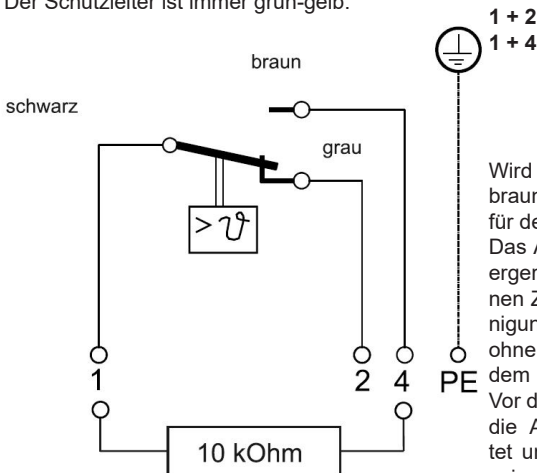 Der Schutzleiter ist immer grün-gelb.
1 + 2
1 + 4
braun
schwarz
grau
> ϑ
1
2
4
PE
10 kOhm
Wird
braun
für de
Das A
erger
nen Z
nigun
ohne
dem
Vor d
die A
tet u